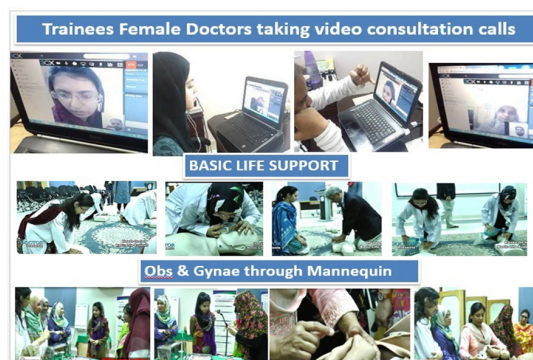 Trainees Female Doctors taking video consultation calls
BASIC LIFE SUPPORT
Obs & Gynae through Mannequin